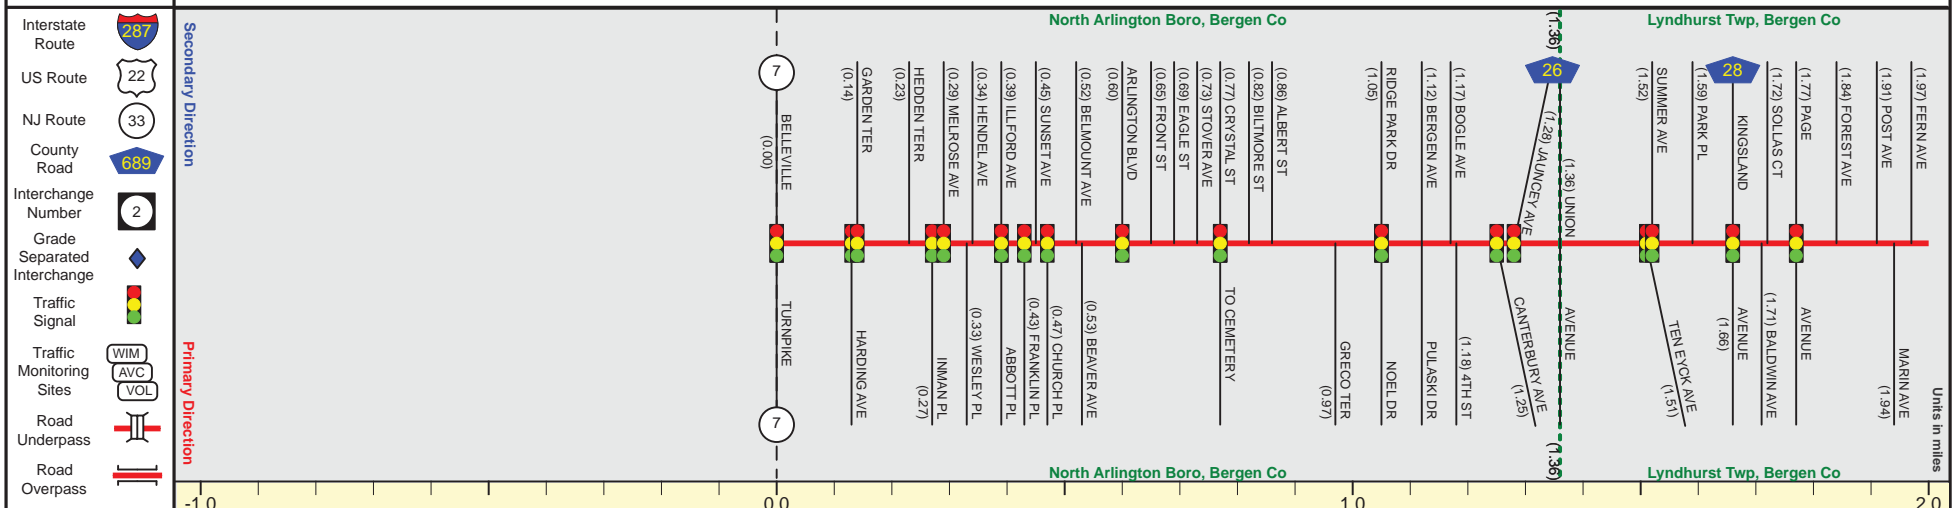 Interstate
Route
287
US Route
22
NJ Route
33
County
Road
689
Interchange
Number
2
Grade
Separated
Interchange
Traffic
Signal
Traffic
Monitoring
Sites
WIM
AVC
VOL
Road
Underpass
Road
Overpass
Secondary Direction
Primary Direction
North Arlington Boro, Bergen Co
(1.36)
Lyndhurst Twp, Bergen Co
7
BELLEVILLE
(0.00)
GARDEN TER
(0.14)
HEDDEN TERR
(0.23)
(0.29) MELROSE AVE
(0.34) HENDEL AVE
(0.39) ILLFORD AVE
(0.45) SUNSET AVE
(0.52) BELMOUNT AVE
ARLINGTON BLVD
(0.60)
(0.65) FRONT ST
(0.69) EAGLE ST
(0.73) STOVER AVE
(0.77) CRYSTAL ST
(0.82) BILTMORE ST
(0.86) ALBERT ST
RIDGE PARK DR
(1.05)
(1.12) BERGEN AVE
(1.17) BOGLE AVE
26
(1.28) JAUNCEY AVE
(1.36) UNION
SUMMER AVE
(1.52)
(1.59) PARK PL
28
KINGSLAND
(1.72) SOLLAS CT
(1.77) PAGE
(1.84) FOREST AVE
(1.91) POST AVE
(1.97) FERN AVE
TURNPIKE
7
HARDING AVE
INMAN PL
(0.27)
(0.33) WESLEY PL
ABBOTT PL
(0.43) FRANKLIN PL
(0.47) CHURCH PL
(0.53) BEAVER AVE
TO CEMETERY
GRECO TER
(0.97)
NOEL DR
PULASKI DR
(1.18) 4TH ST
CANTERBURY AVE
(1.25)
AVENUE
TEN EYCK AVE
(1.51)
AVENUE
(1.66)
(1.71) BALDWIN AVE
AVENUE
MARIN AVE
(1.94)
Units in miles
North Arlington Boro, Bergen Co
(1.36)
Lyndhurst Twp, Bergen Co
-1.0
0.0
1.0
2.0